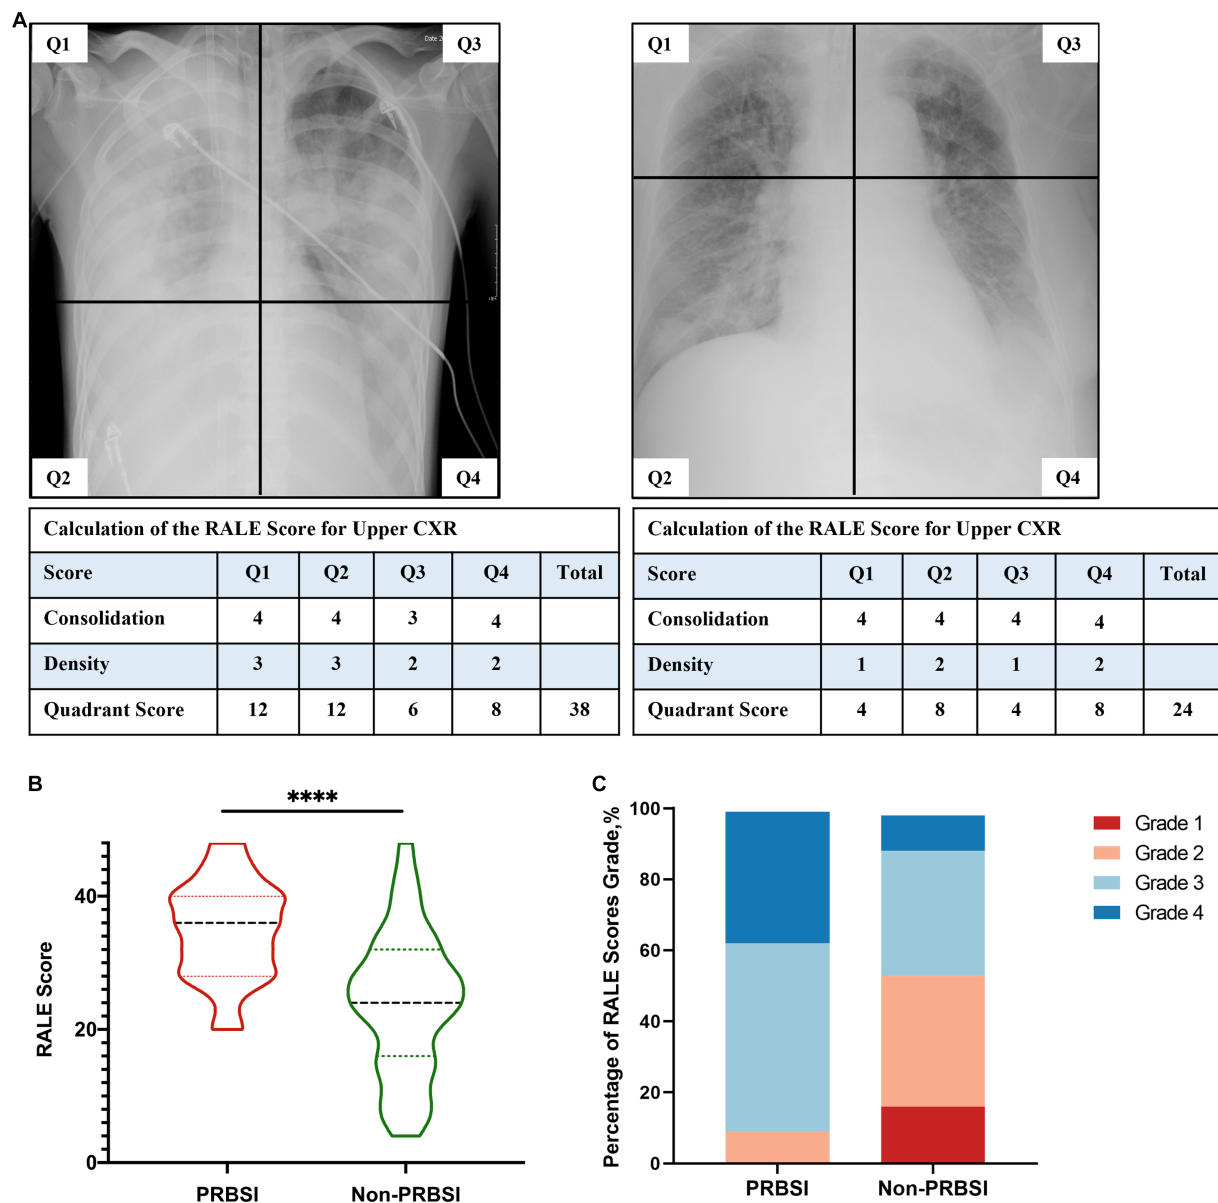 A
Q1
Q3
Date 20
Q2
Q4
Q1
Q3
Q2
Q4
Calculation of the RALE Score for Upper CXR
Score Q1 Q2 Q3 Q4 Total
Consolidation 4 4 3 4
Density 3 3 2 2
Quadrant Score 12 12 6 8 38
Calculation of the RALE Score for Upper CXR
Score Q1 Q2 Q3 Q4 Total
Consolidation 4 4 4 4
Density 1 2 1 2
Quadrant Score 4 8 4 8 24
B
****
RALE Score
40
20
0
PRBSI Non-PRBSI
C
Percentage of RALE Scores Grade,%
100
80
60
40
20
0
PRBSI Non-PRBSI
Grade 1
Grade 2
Grade 3
Grade 4